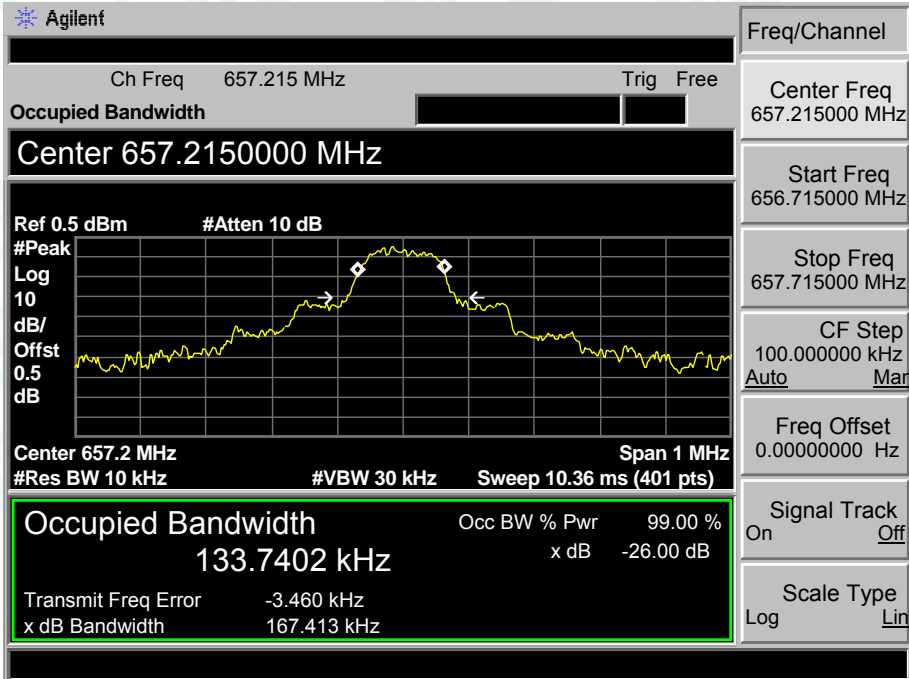 Agilent
Freq/Channel
Ch Freq 657.215 MHz Trig Free
Occupied Bandwidth
Center 657.2150000 MHz
Ref 0.5 dBm #Atten 10 dB
#Peak
Log
10
dB/
Offst
0.5
dB
Center 657.2 MHz Span 1 MHz
#Res BW 10 kHz #VBW 30 kHz Sweep 10.36 ms (401 pts)
Occupied Bandwidth Occ BW % Pwr 99.00 %
133.7402 kHz x dB -26.00 dB
Transmit Freq Error -3.460 kHz
x dB Bandwidth 167.413 kHz
Center Freq
657.215000 MHz
Start Freq
656.715000 MHz
Stop Freq
657.715000 MHz
CF Step
100.000000 kHz
Auto Man
Freq Offset
0.00000000 Hz
Signal Track
On Off
Scale Type
Log Lin